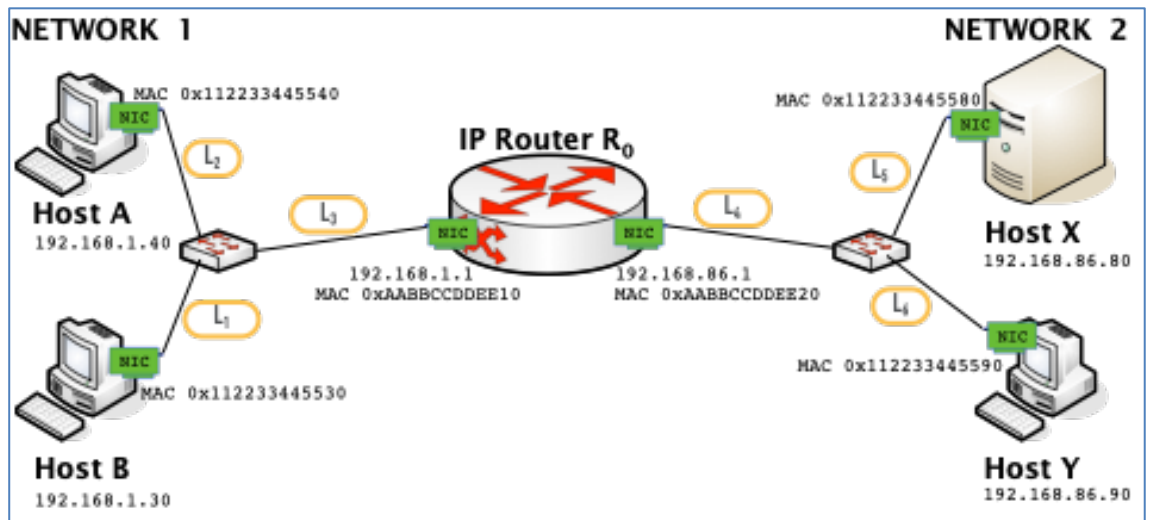 NETWORK 1
NETWORK 2
MAC 0x112233445540
NIC
MAC 0x112233445580
NIC
IP Router R₀
L₂
L₅
Host A
192.168.1.40
L₃
NIC
NIC
L₄
Host X
192.168.86.80
192.168.1.1
MAC 0xAABBCCDDEE10
192.168.86.1
MAC 0xAABBCCDDEE20
L₁
L₆
NIC
MAC 0x112233445530
NIC
MAC 0x112233445590
Host B
192.168.1.30
Host Y
192.168.86.90